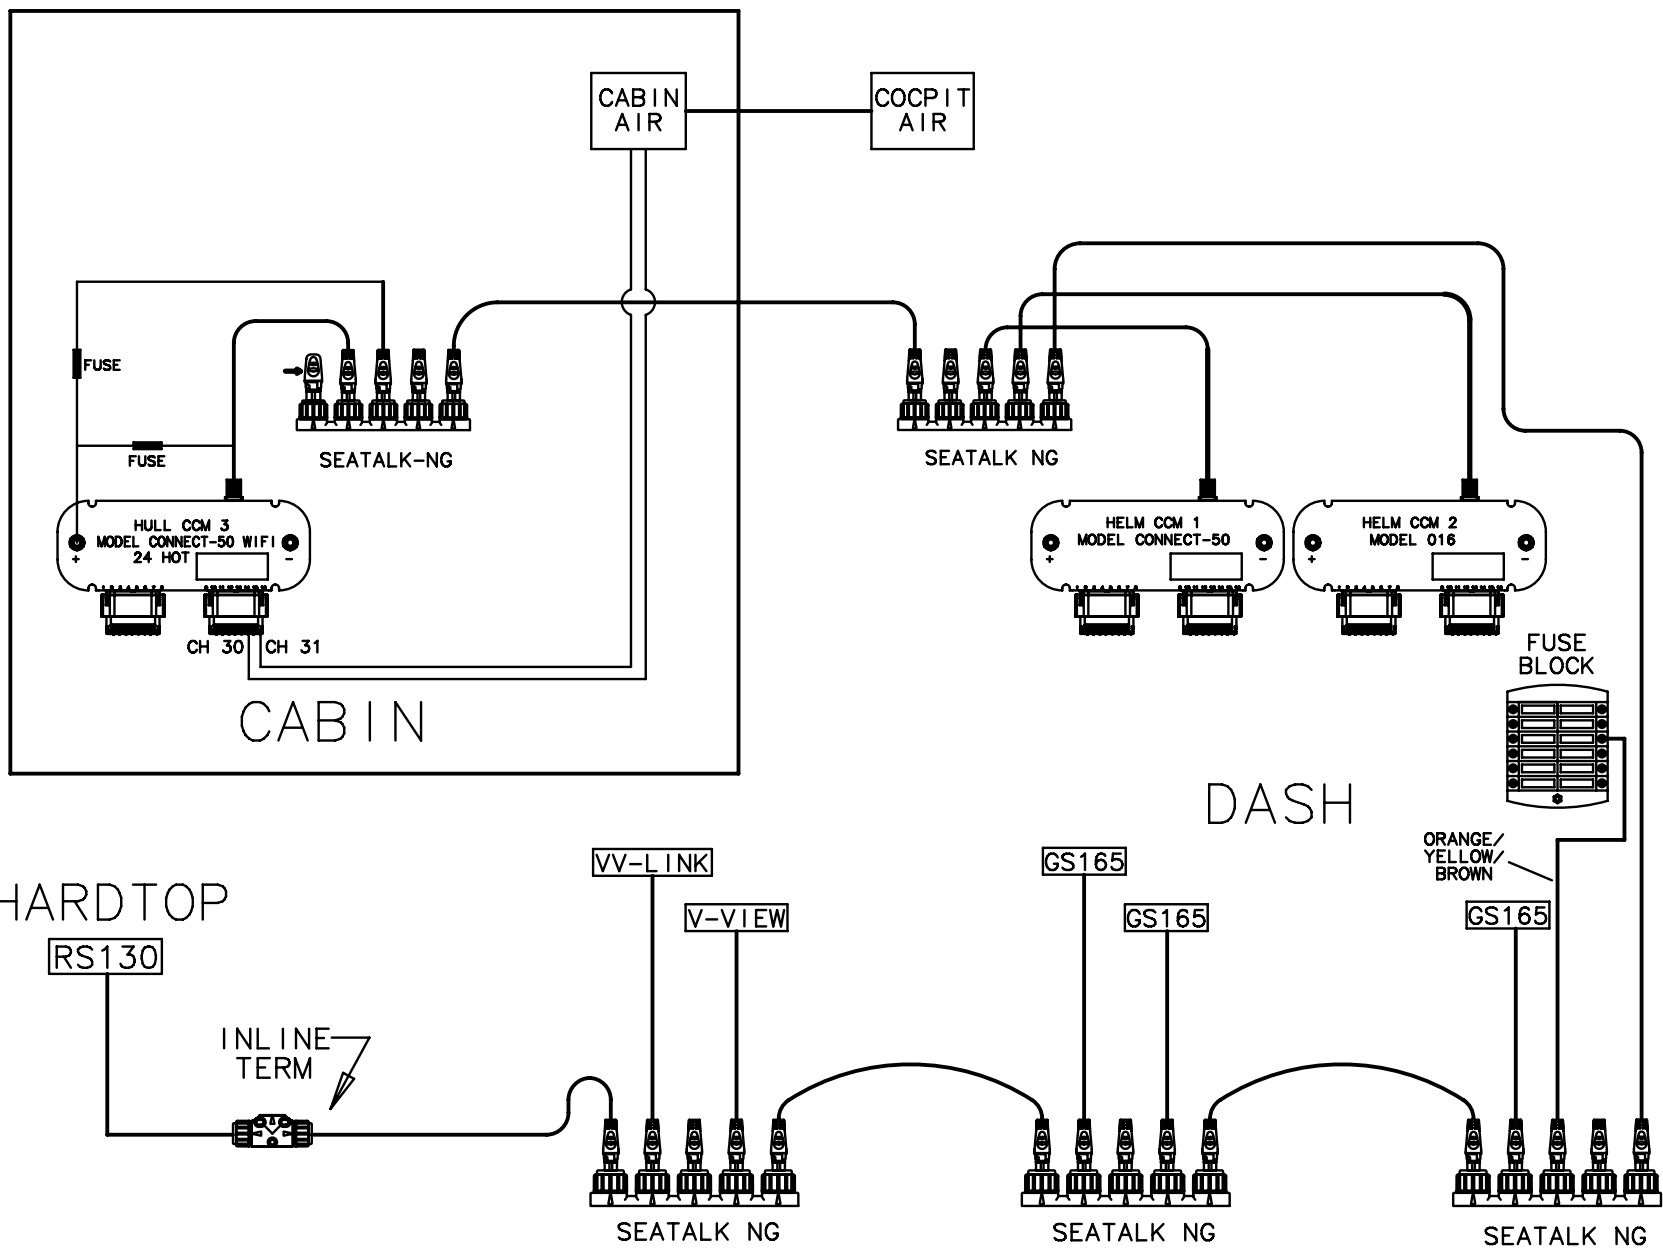 CABIN
AIR
COCPIT
AIR
FUSE
FUSE
SEATALK-NG
SEATALK NG
HULL CCM 3
MODEL CONNECT-50 WIFI
24 HOT
+
-
HELM CCM 1
MODEL CONNECT-50
+
-
HELM CCM 2
MODEL 016
+
-
CH 30
CH 31
CABIN
FUSE
BLOCK
DASH
ORANGE/
YELLOW/
BROWN
VV-LINK
V-VIEW
GS165
GS165
GS165
HARDTOP
RS130
INLINE
TERM
SEATALK NG
SEATALK NG
SEATALK NG